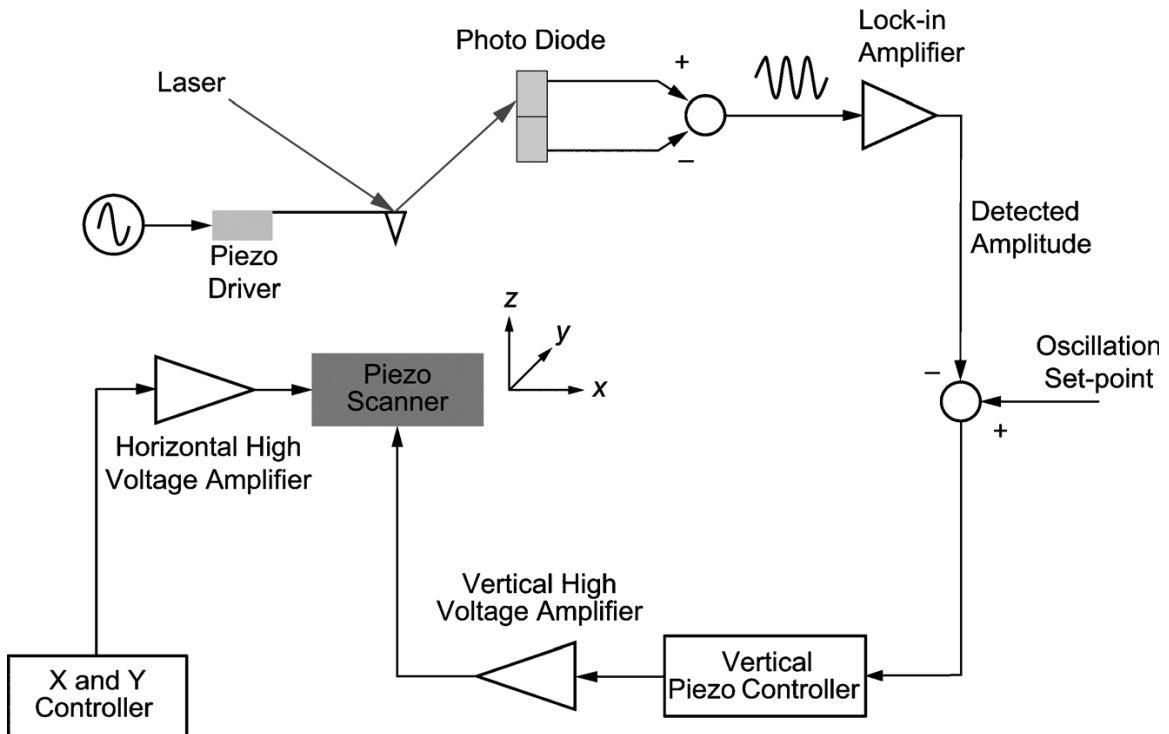 Photo Diode
Lock-in
Amplifier
Laser
+
−
Detected
Amplitude
Piezo
Driver
z
y
x
Piezo
Scanner
Oscillation
Set-point
−
+
Horizontal High
Voltage Amplifier
Vertical High
Voltage Amplifier
X and Y
Controller
Vertical
Piezo Controller